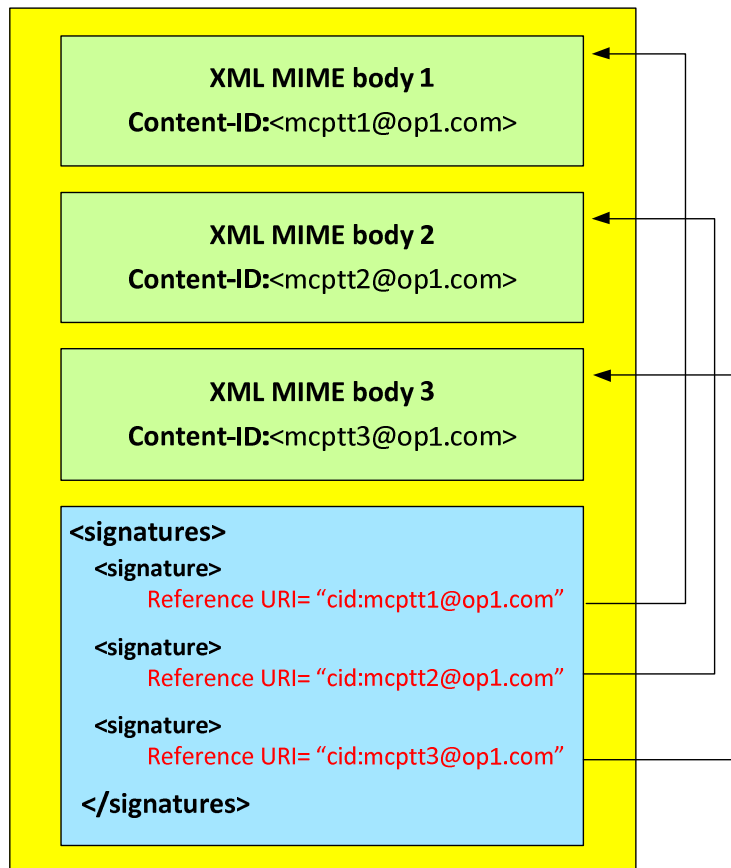 XML MIME body 1
Content-ID:<mcptt1@op1.com>
XML MIME body 2
Content-ID:<mcptt2@op1.com>
XML MIME body 3
Content-ID:<mcptt3@op1.com>
<signatures>
<signature>
Reference URI= “cid:mcptt1@op1.com”
<signature>
Reference URI= “cid:mcptt2@op1.com”
<signature>
Reference URI= “cid:mcptt3@op1.com”
</signatures>